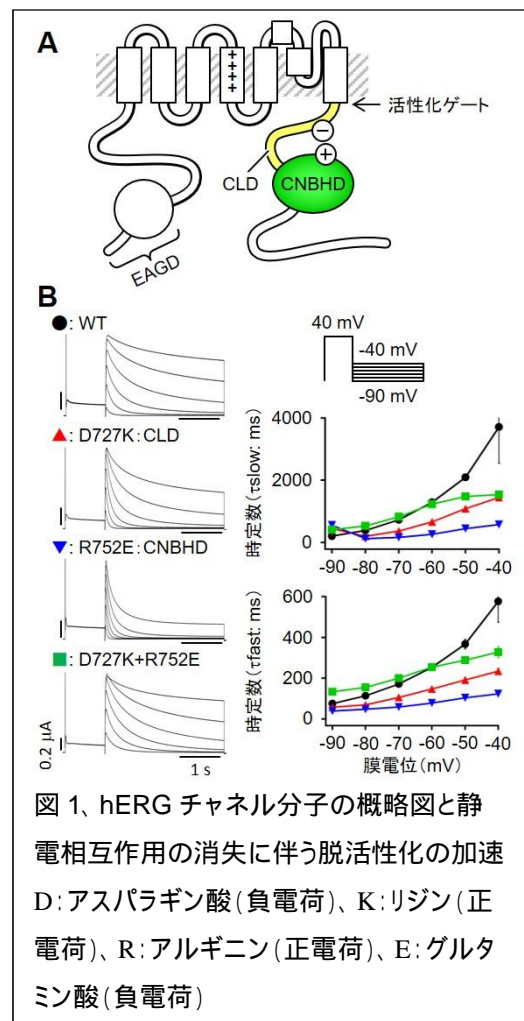 A
++++
活性化ゲート
−
+
CLD
CNBHD
EAGD
B
●: WT
▲: D727K:CLD
▼: R752E:CNBHD
■: D727K+R752E
0.2 μA
1 s
40 mV
-40 mV
-90 mV
時定数(τslow: ms)
4000
2000
0
-90 -80 -70 -60 -50 -40
時定数(τfast: ms)
600
400
200
0
-90 -80 -70 -60 -50 -40
膜電位(mV)
図 1、hERG チャネル分子の概略図と静
電相互作用の消失に伴う脱活性化の加速
D:アスパラギン酸(負電荷)、K:リジン(正
電荷)、R:アルギニン(正電荷)、E:グルタ
ミン酸(負電荷)